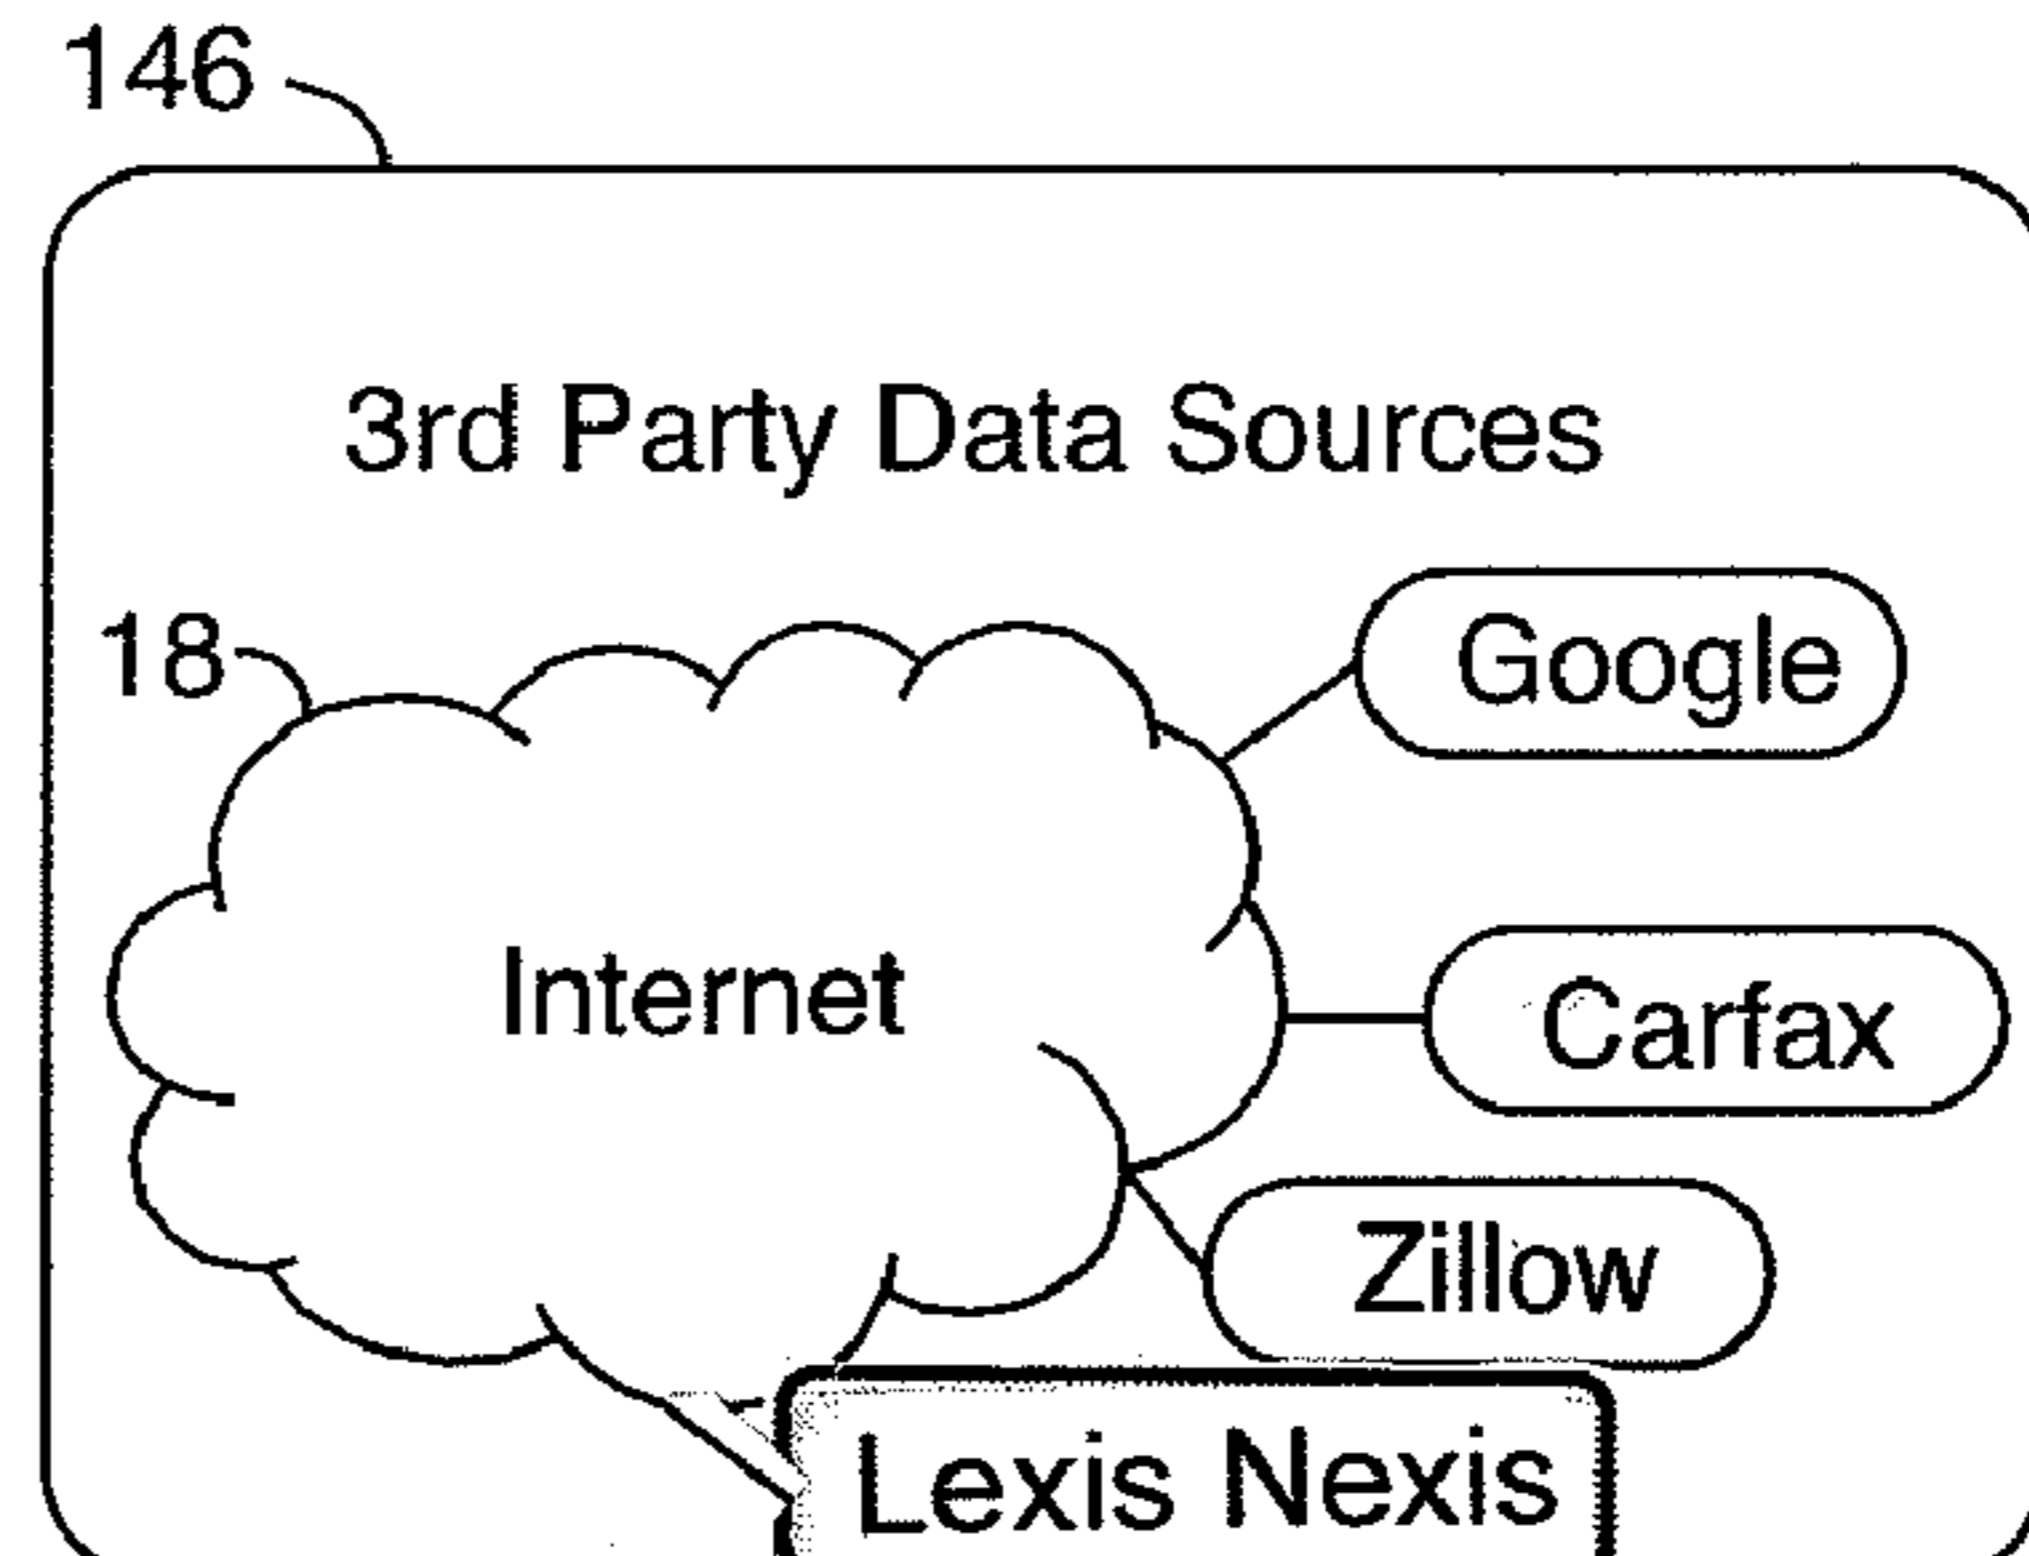 146
3rd Party Data Sources
18
Google
Internet
Carfax
Zillow
Lexis Nexis